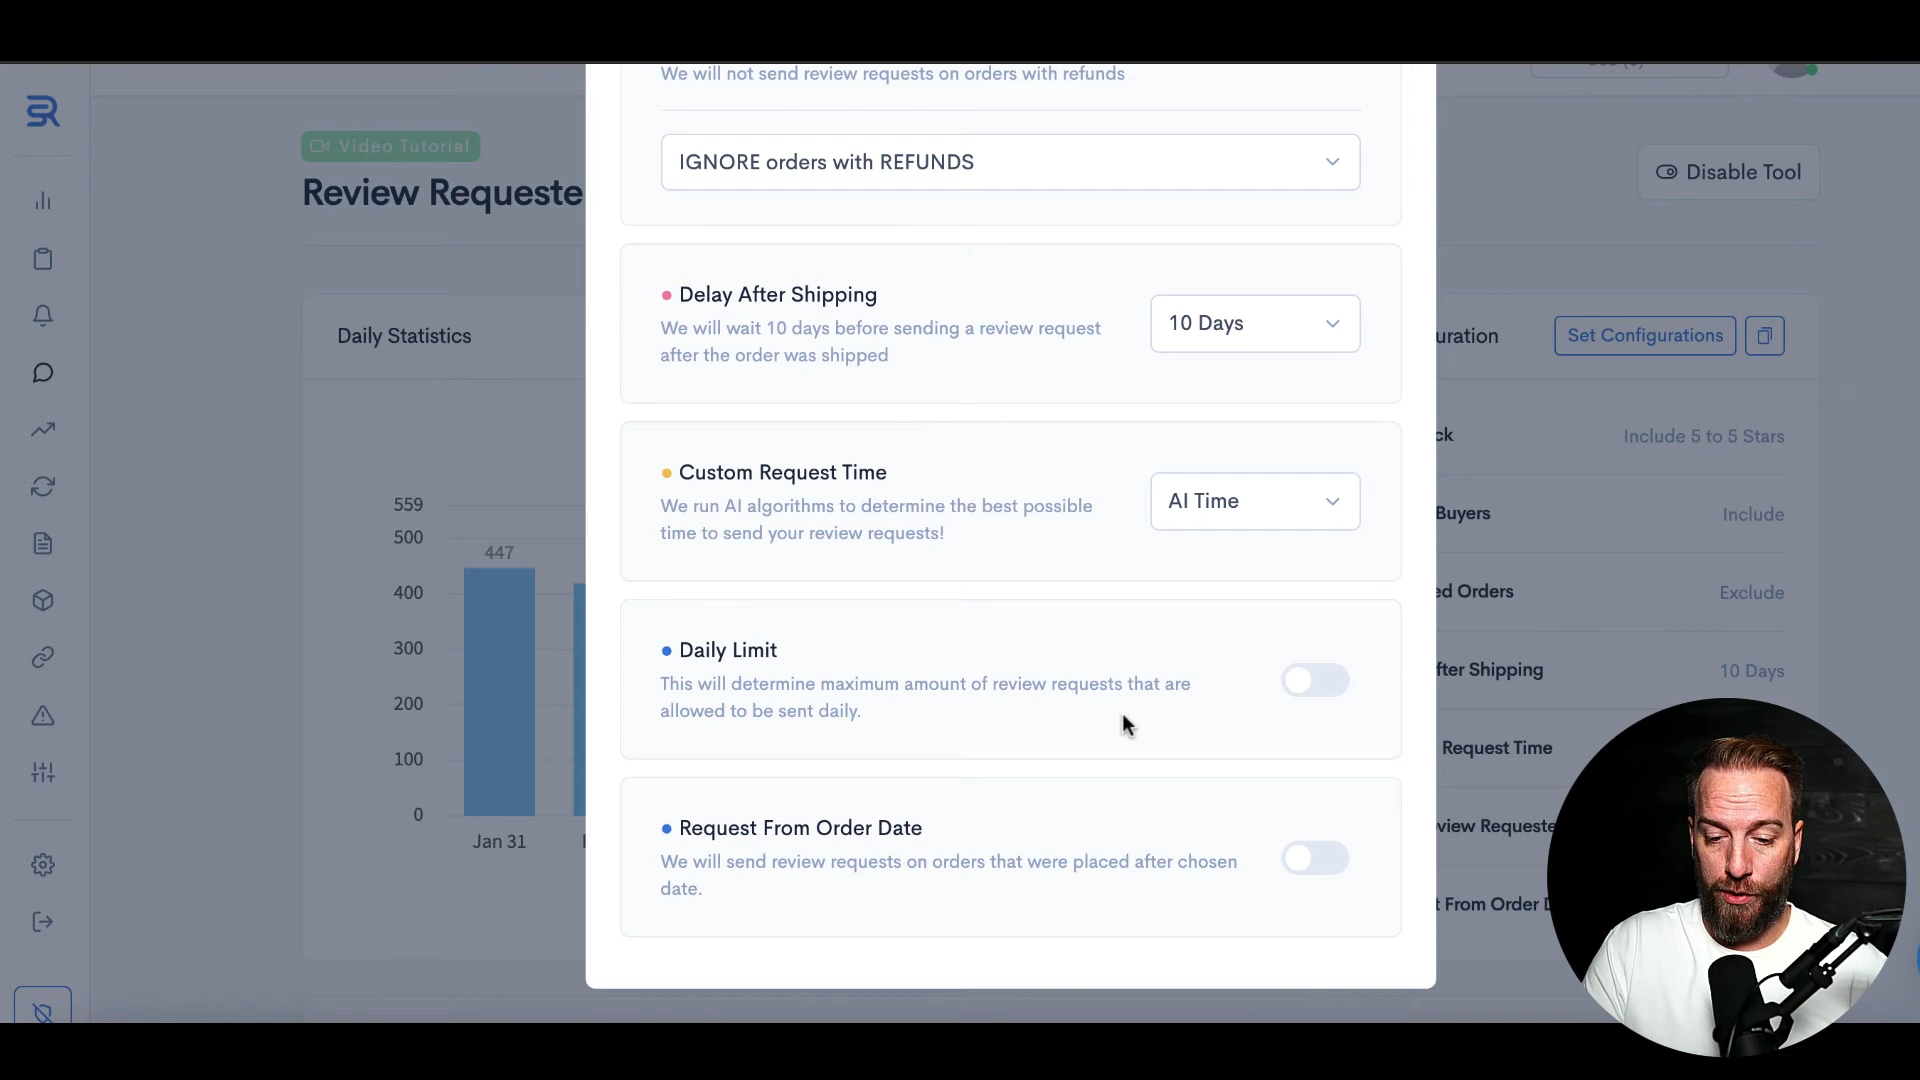 We will not send review requests on orders with refunds
Video Tutorial
Review Requeste
IGNORE orders with REFUNDS
Disable Tool
Daily Statistics
Delay After Shipping
We will wait 10 days before sending a review request
after the order was shipped
10 Days
uration
Set Configurations
ck
Include 5 to 5 Stars
Custom Request Time
We run AI algorithms to determine the best possible
time to send your review requests!
AI Time
Buyers
Include
ed Orders
Exclude
559
500
447
400
300
200
100
0
Jan 31
Daily Limit
This will determine maximum amount of review requests that are
allowed to be sent daily.
fter Shipping
10 Days
Request Time
Request From Order Date
We will send review requests on orders that were placed after chosen
date.
view Requeste
t From Order D